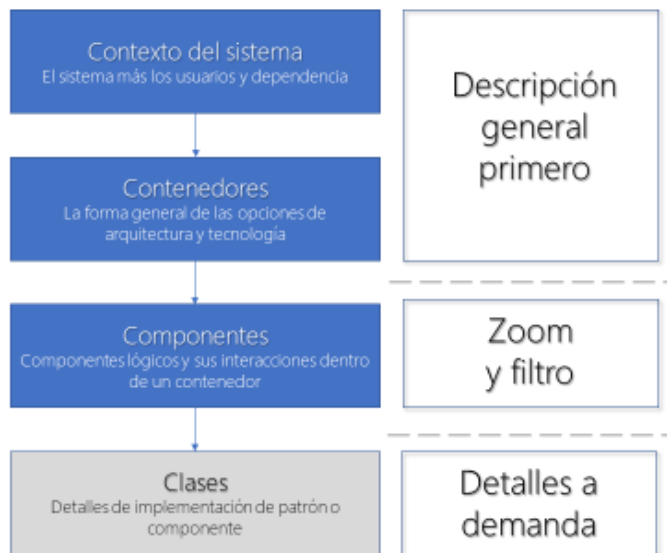 Contexto del sistema
El sistema más los usuarios y dependencia
Descripción
general
primero
Contenedores
La forma general de las opciones de
arquitectura y tecnología
Componentes
Componentes lógicos y sus interacciones dentro
de un contenedor
Zoom
y filtro
Clases
Detalles de implementación de patrón o
componente
Detalles a
demanda